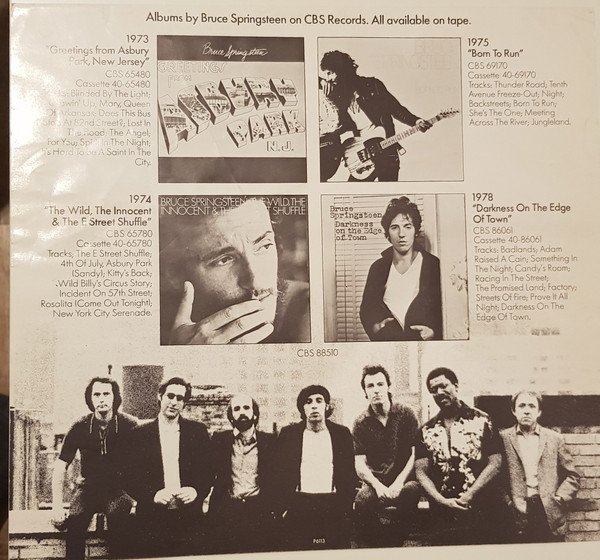 Albums by Bruce Springsteen on CBS Records. All available on tape.
1973
"Greetings from Asbury
Park, New Jersey"
CBS 65480
Cassette 40-65480
Blinded By The Light;
Up; Mary, Queen
Of Arkansas; Does This Bus
Stop At 82nd Street?; Lost In
The Flood; The Angel;
For You; Spirit In The Night;
It's Hard To Be A Saint In The
City.
Bruce Springsteen
GREETINGS
FROM
ASBURY
PARK
N.J.
1975
"Born To Run"
CBS 69170
Cassette 40-69170
Tracks: Thunder Road; Tenth
Avenue Freeze-Out; Night;
Backstreets; Born To Run;
She's The One; Meeting
Across The River; Jungleland.
1974
"The Wild, The Innocent
& The E Street Shuffle"
CBS 65780
Cassette 40-65780
Tracks: The E Street Shuffle;
4th Of July, Asbury Park
(Sandy); Kitty's Back;
Wild Billy's Circus Story;
Incident On 57th Street;
Rosalita (Come Out Tonight);
New York City Serenade.
BRUCE SPRINGSTEEN THE WILD, THE
INNOCENT & THE E STREET SHUFFLE
Bruce
Springsteen
Darkness
on the Edge
of Town
1978
"Darkness On The Edge
Of Town"
CBS 86061
Cassette 40-86061
Tracks: Badlands; Adam
Raised A Cain; Something In
The Night; Candy's Room;
Racing In The Street;
The Promised Land; Factory;
Streets Of Fire; Prove It All
Night; Darkness On The
Edge Of Town.
CBS 88510
P6113